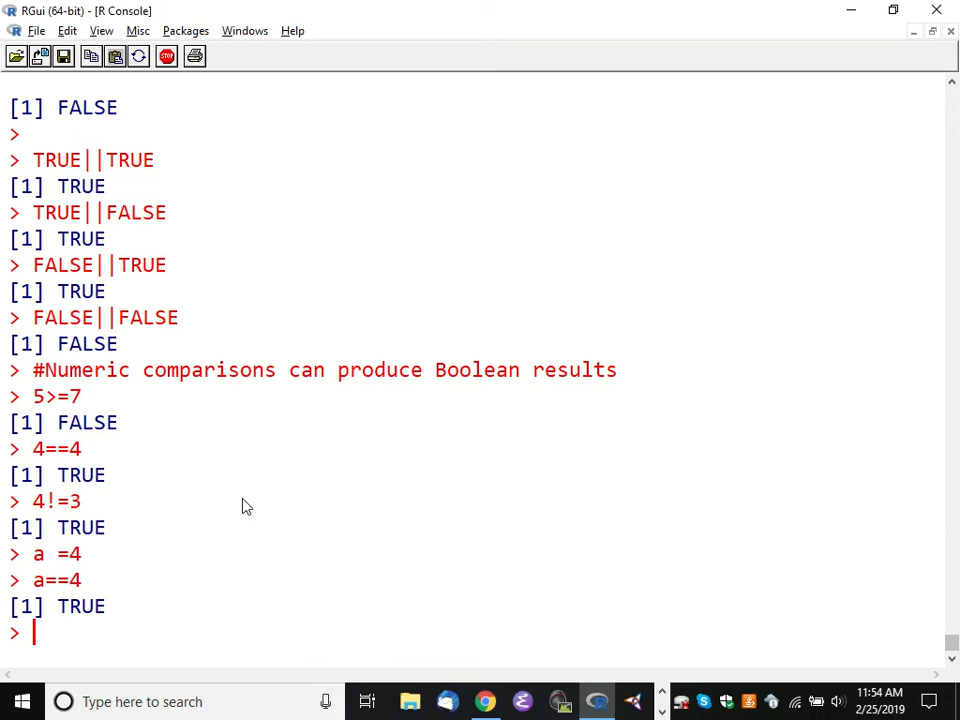 RGui (64-bit) - [R Console]
File Edit View Misc Packages Windows Help
STOP
[1] FALSE
>
> TRUE||TRUE
[1] TRUE
> TRUE||FALSE
[1] TRUE
> FALSE||TRUE
[1] TRUE
> FALSE||FALSE
[1] FALSE
> #Numeric comparisons can produce Boolean results
> 5>=7
[1] FALSE
> 4==4
[1] TRUE
> 4!=3
[1] TRUE
> a =4
> a==4
[1] TRUE
>
Type here to search
11:54 AM
2/25/2019